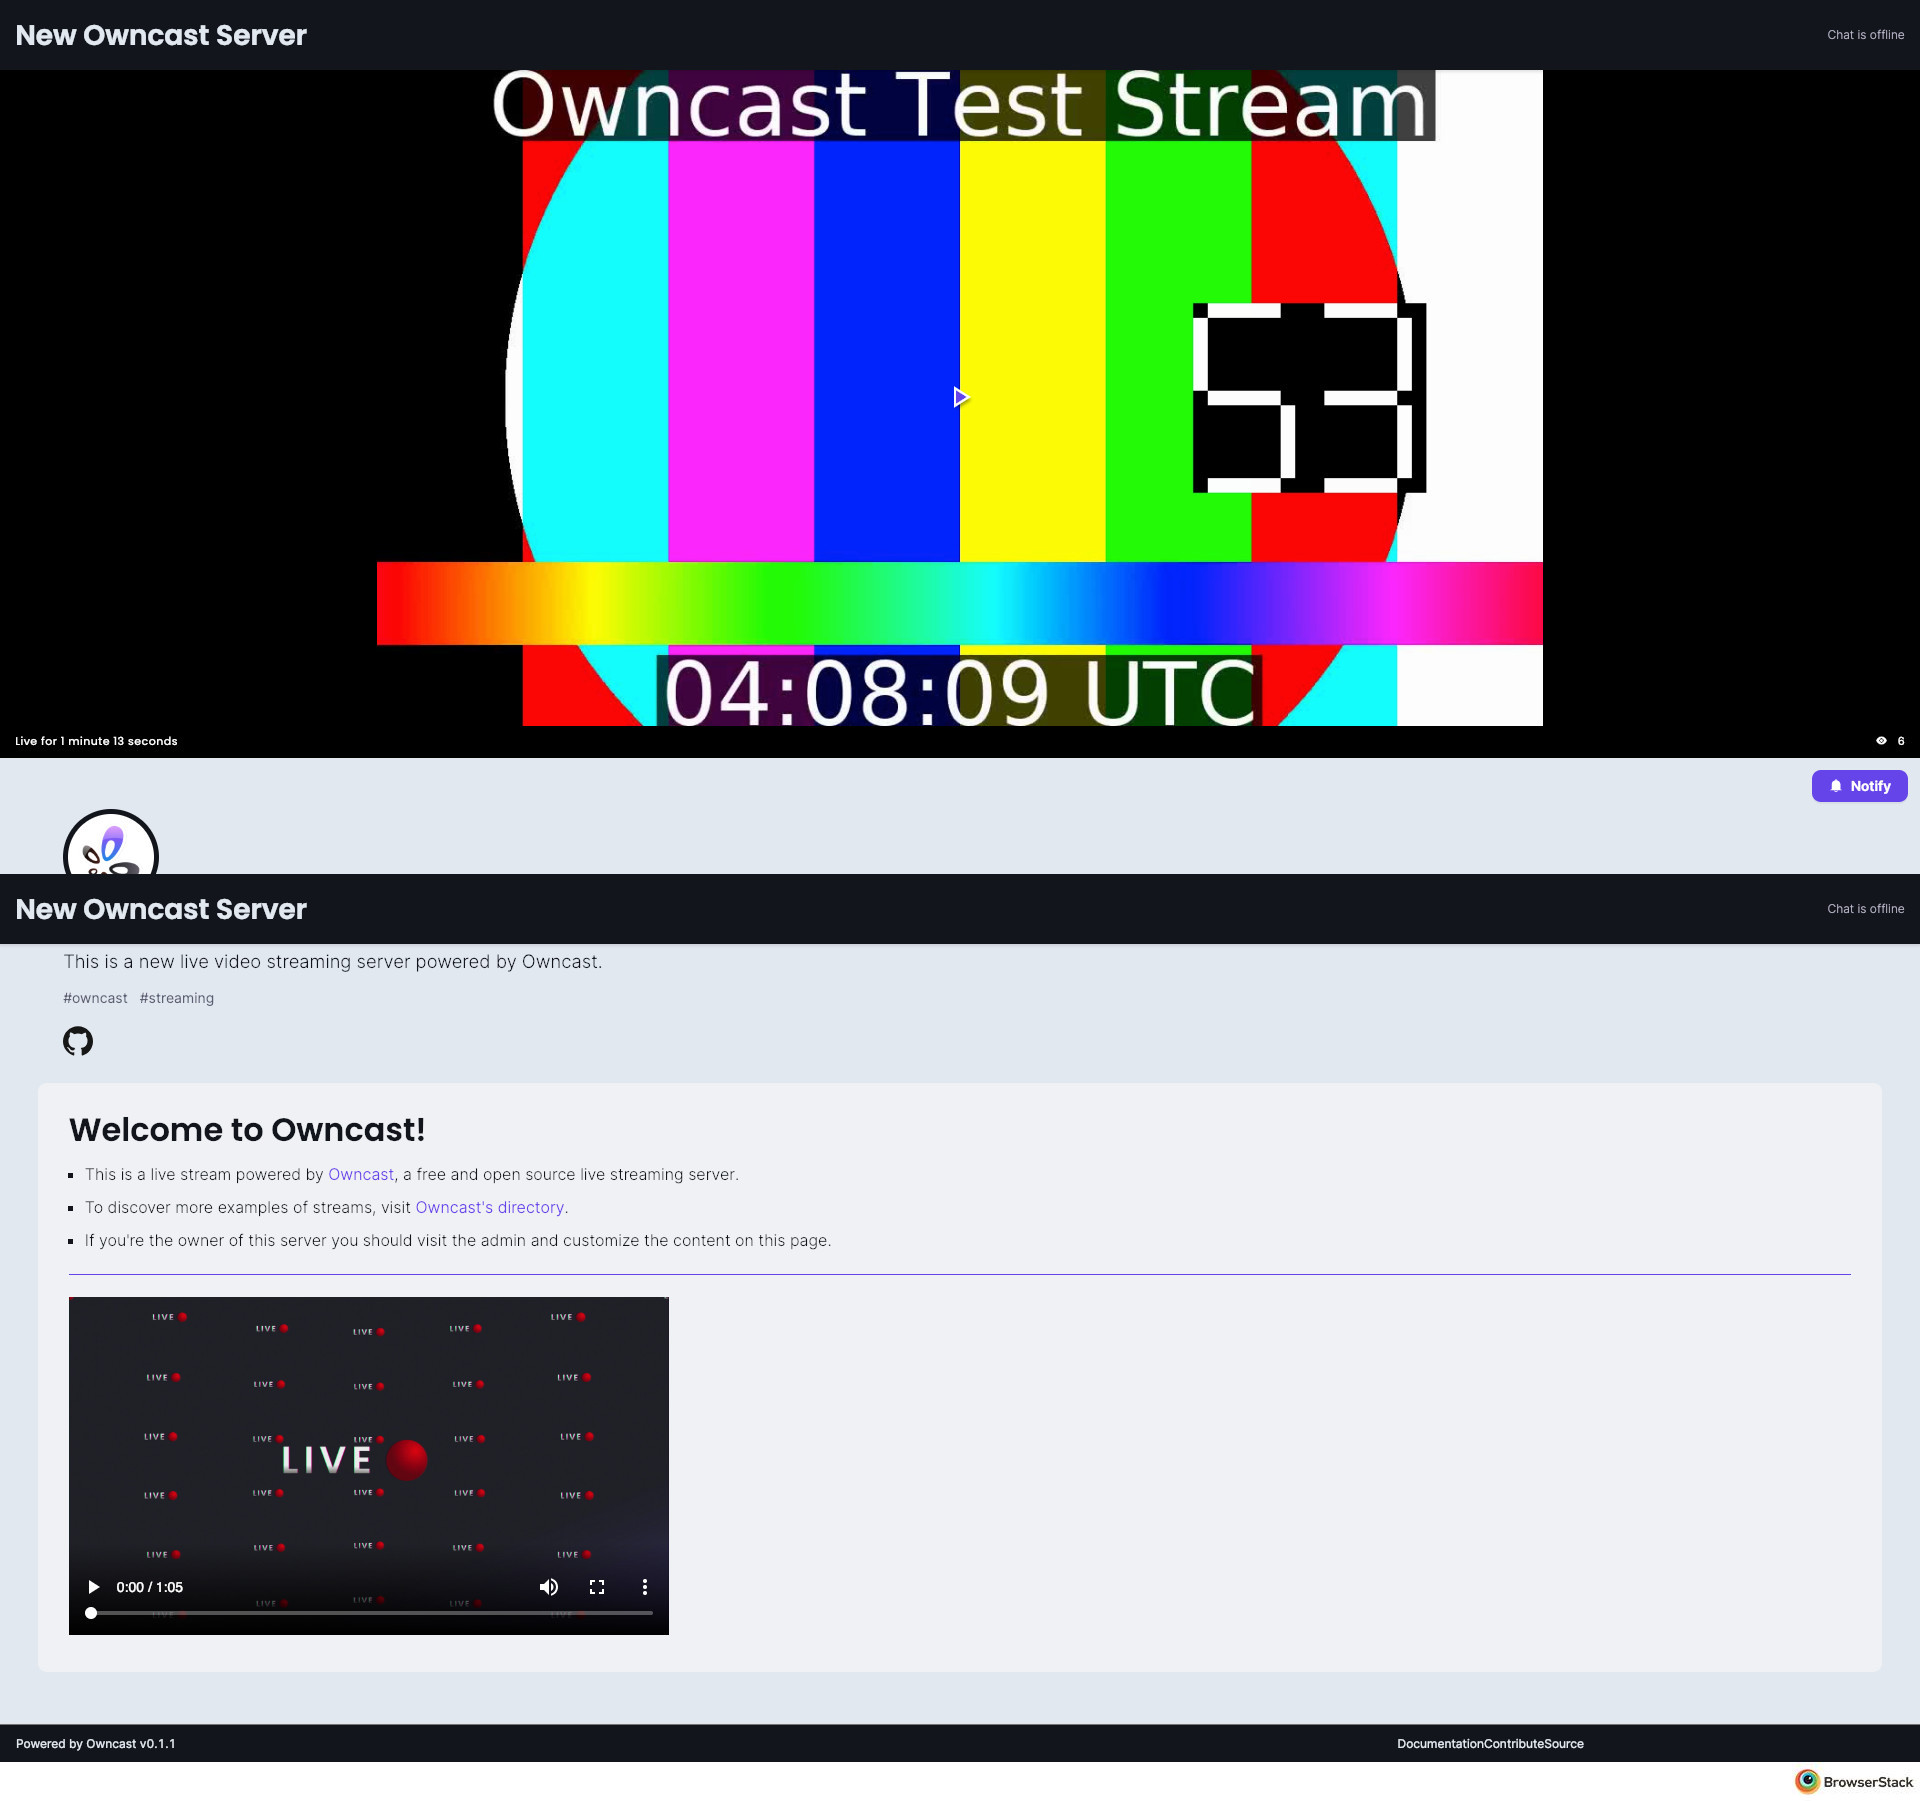 New Owncast Server
Chat is offline
Owncast Test Stream
53
04:08:09 UTC
Live for 1 minute 13 seconds
6
Notify
New Owncast Server
Chat is offline
This is a new live video streaming server powered by Owncast.
#owncast #streaming
Welcome to Owncast!
This is a live stream powered by Owncast, a free and open source live streaming server.
To discover more examples of streams, visit Owncast's directory.
If you're the owner of this server you should visit the admin and customize the content on this page.
LIVE LIVE LIVE LIVE LIVE
LIVE LIVE LIVE LIVE LIVE
LIVE LIVE LIVE LIVE LIVE
LIVE
LIVE LIVE LIVE LIVE LIVE
LIVE LIVE LIVE LIVE LIVE
0:00 / 1:05
LIVE LIVE LIVE LIVE LIVE
Powered by Owncast v0.1.1
DocumentationContributeSource
BrowserStack